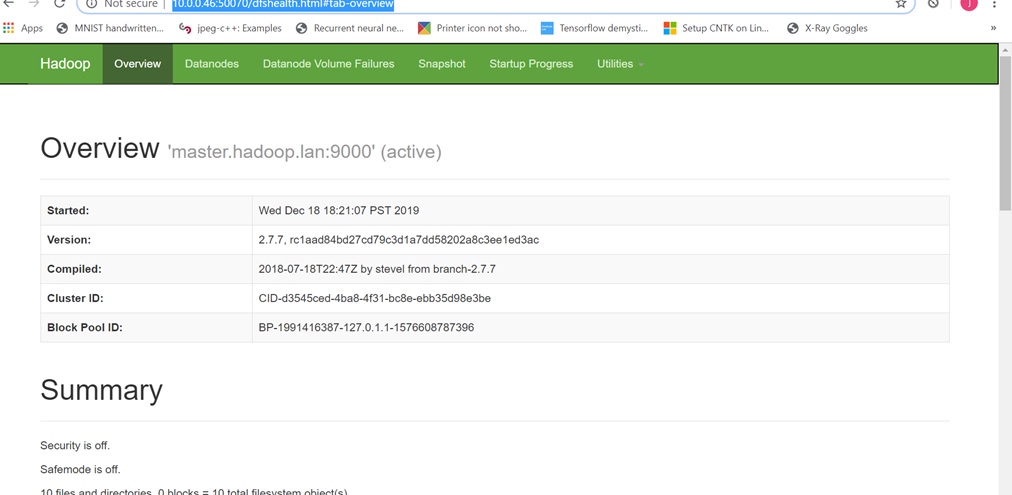 Not secure | 10.0.0.46:50070/dfshealth.html#tab-overview
Apps MNIST handwritten... jpeg-c++: Examples Recurrent neural ne... Printer icon not sho... Tensorflow demysti... Setup CNTK on Lin... X-Ray Goggles »
Hadoop Overview Datanodes Datanode Volume Failures Snapshot Startup Progress Utilities
Overview 'master.hadoop.lan:9000' (active)
Started: Wed Dec 18 18:21:07 PST 2019
Version: 2.7.7, rc1aad84bd27cd79c3d1a7dd58202a8c3ee1ed3ac
Compiled: 2018-07-18T22:47Z by stevel from branch-2.7.7
Cluster ID: CID-d3545ced-4ba8-4f31-bc8e-ebb35d98e3be
Block Pool ID: BP-1991416387-127.0.1.1-1576608787396
Summary
Security is off.
Safemode is off.
10 files and directories, 0 blocks = 10 total filesystem object(s)